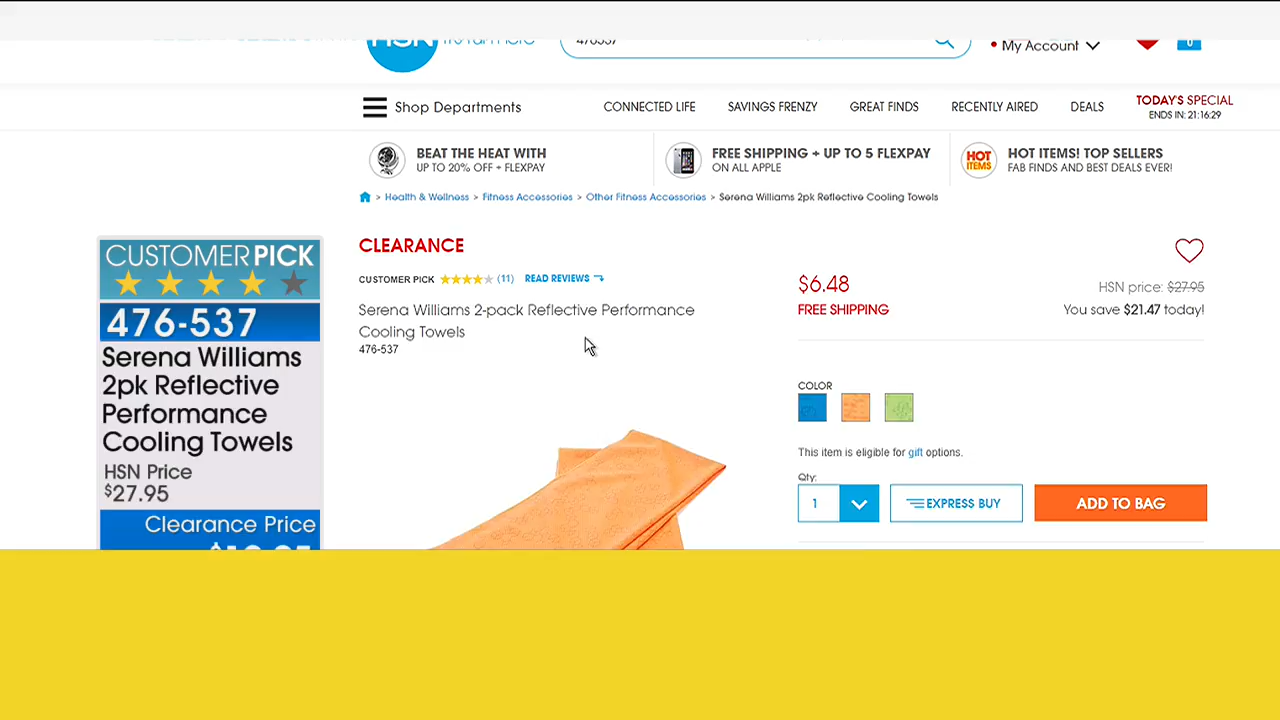 HSN
476537
My Account
0
Shop Departments
CONNECTED LIFE
SAVINGS FRENZY
GREAT FINDS
RECENTLY AIRED
DEALS
TODAY'S SPECIAL
ENDS IN: 21:16:29
BEAT THE HEAT WITH
UP TO 20% OFF + FLEXPAY
FREE SHIPPING + UP TO 5 FLEXPAY
ON ALL APPLE
HOT ITEMS
HOT ITEMS! TOP SELLERS
FAB FINDS AND BEST DEALS EVER!
> Health & Wellness > Fitness Accessories > Other Fitness Accessories > Serena Williams 2pk Reflective Cooling Towels
CUSTOMER PICK
476-537
Serena Williams
2pk Reflective
Performance
Cooling Towels
HSN Price
$27.95
Clearance Price
CLEARANCE
CUSTOMER PICK (11) READ REVIEWS
Serena Williams 2-pack Reflective Performance
Cooling Towels
476-537
$6.48
FREE SHIPPING
HSN price: $27.95
You save $21.47 today!
COLOR
This item is eligible for gift options.
Qty:
1
EXPRESS BUY
ADD TO BAG